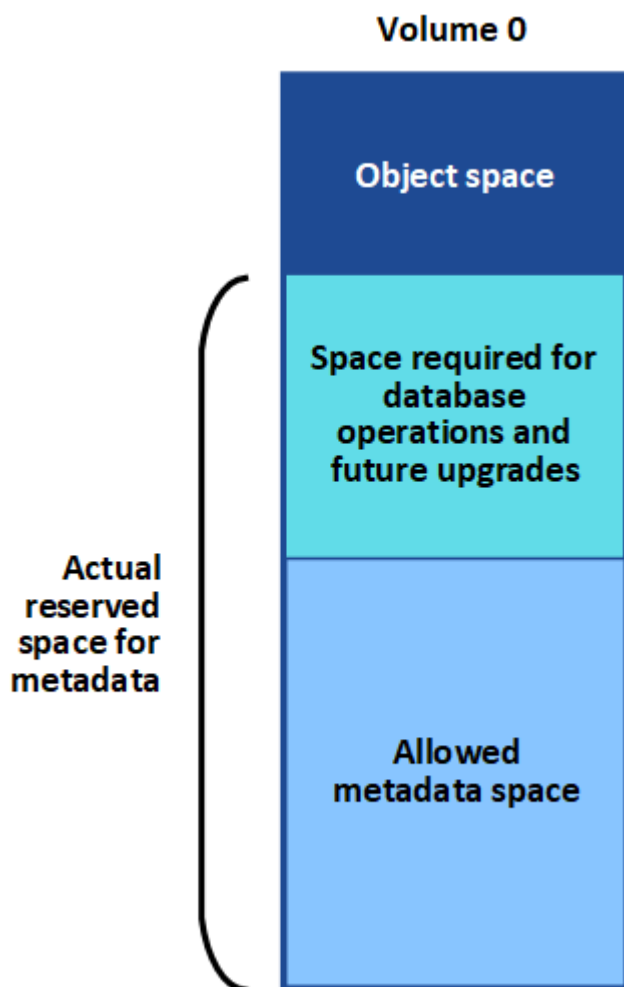 Volume 0
Object space
Space required for
database
operations and
future upgrades
Actual
reserved
space for
metadata
Allowed
metadata space